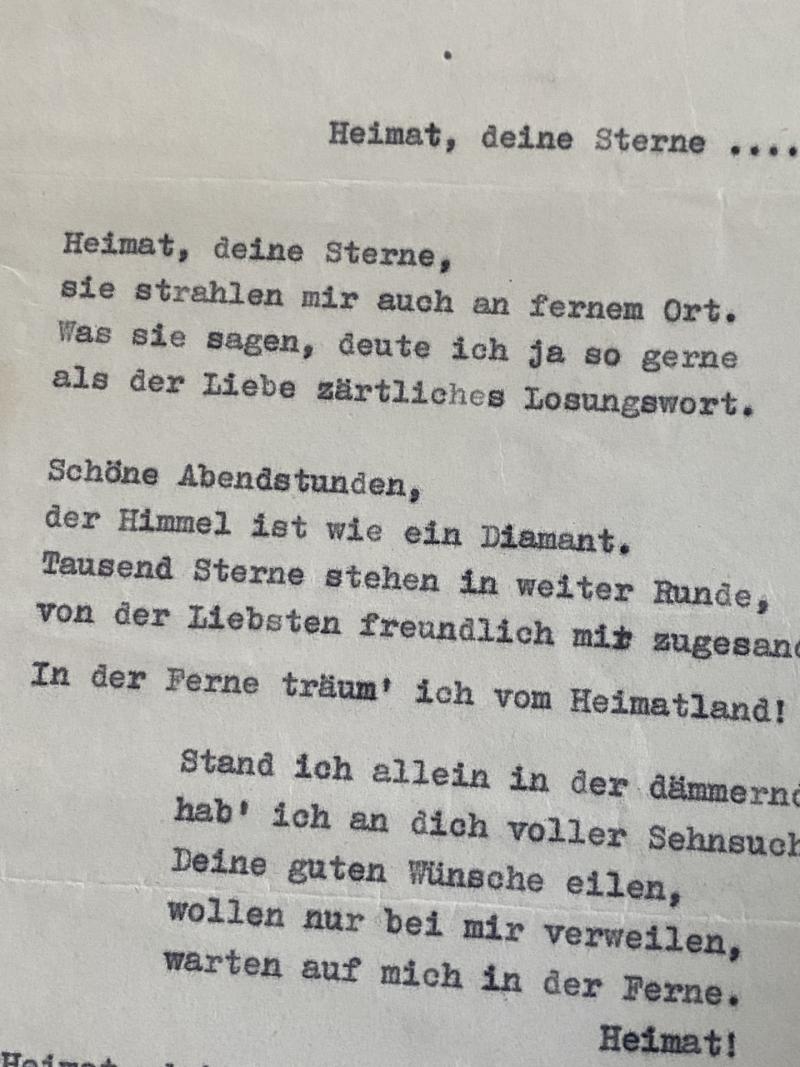 Heimat, deine Sterne ....
Heimat, deine Sterne,
sie strahlen mir auch an fernem Ort.
Was sie sagen, deute ich ja so gerne
als der Liebe zärtliches Losungswort.
Schöne Abendstunden,
der Himmel ist wie ein Diamant.
Tausend Sterne stehen in weiter Runde,
von der Liebsten freundlich mir zugesand
In der Ferne träum' ich vom Heimatland!
Stand ich allein in der dämmernd
hab' ich an dich voller Sehnsuch
Deine guten Wünsche eilen,
wollen nur bei mir verweilen,
warten auf mich in der Ferne.
Heimat!
Heimat